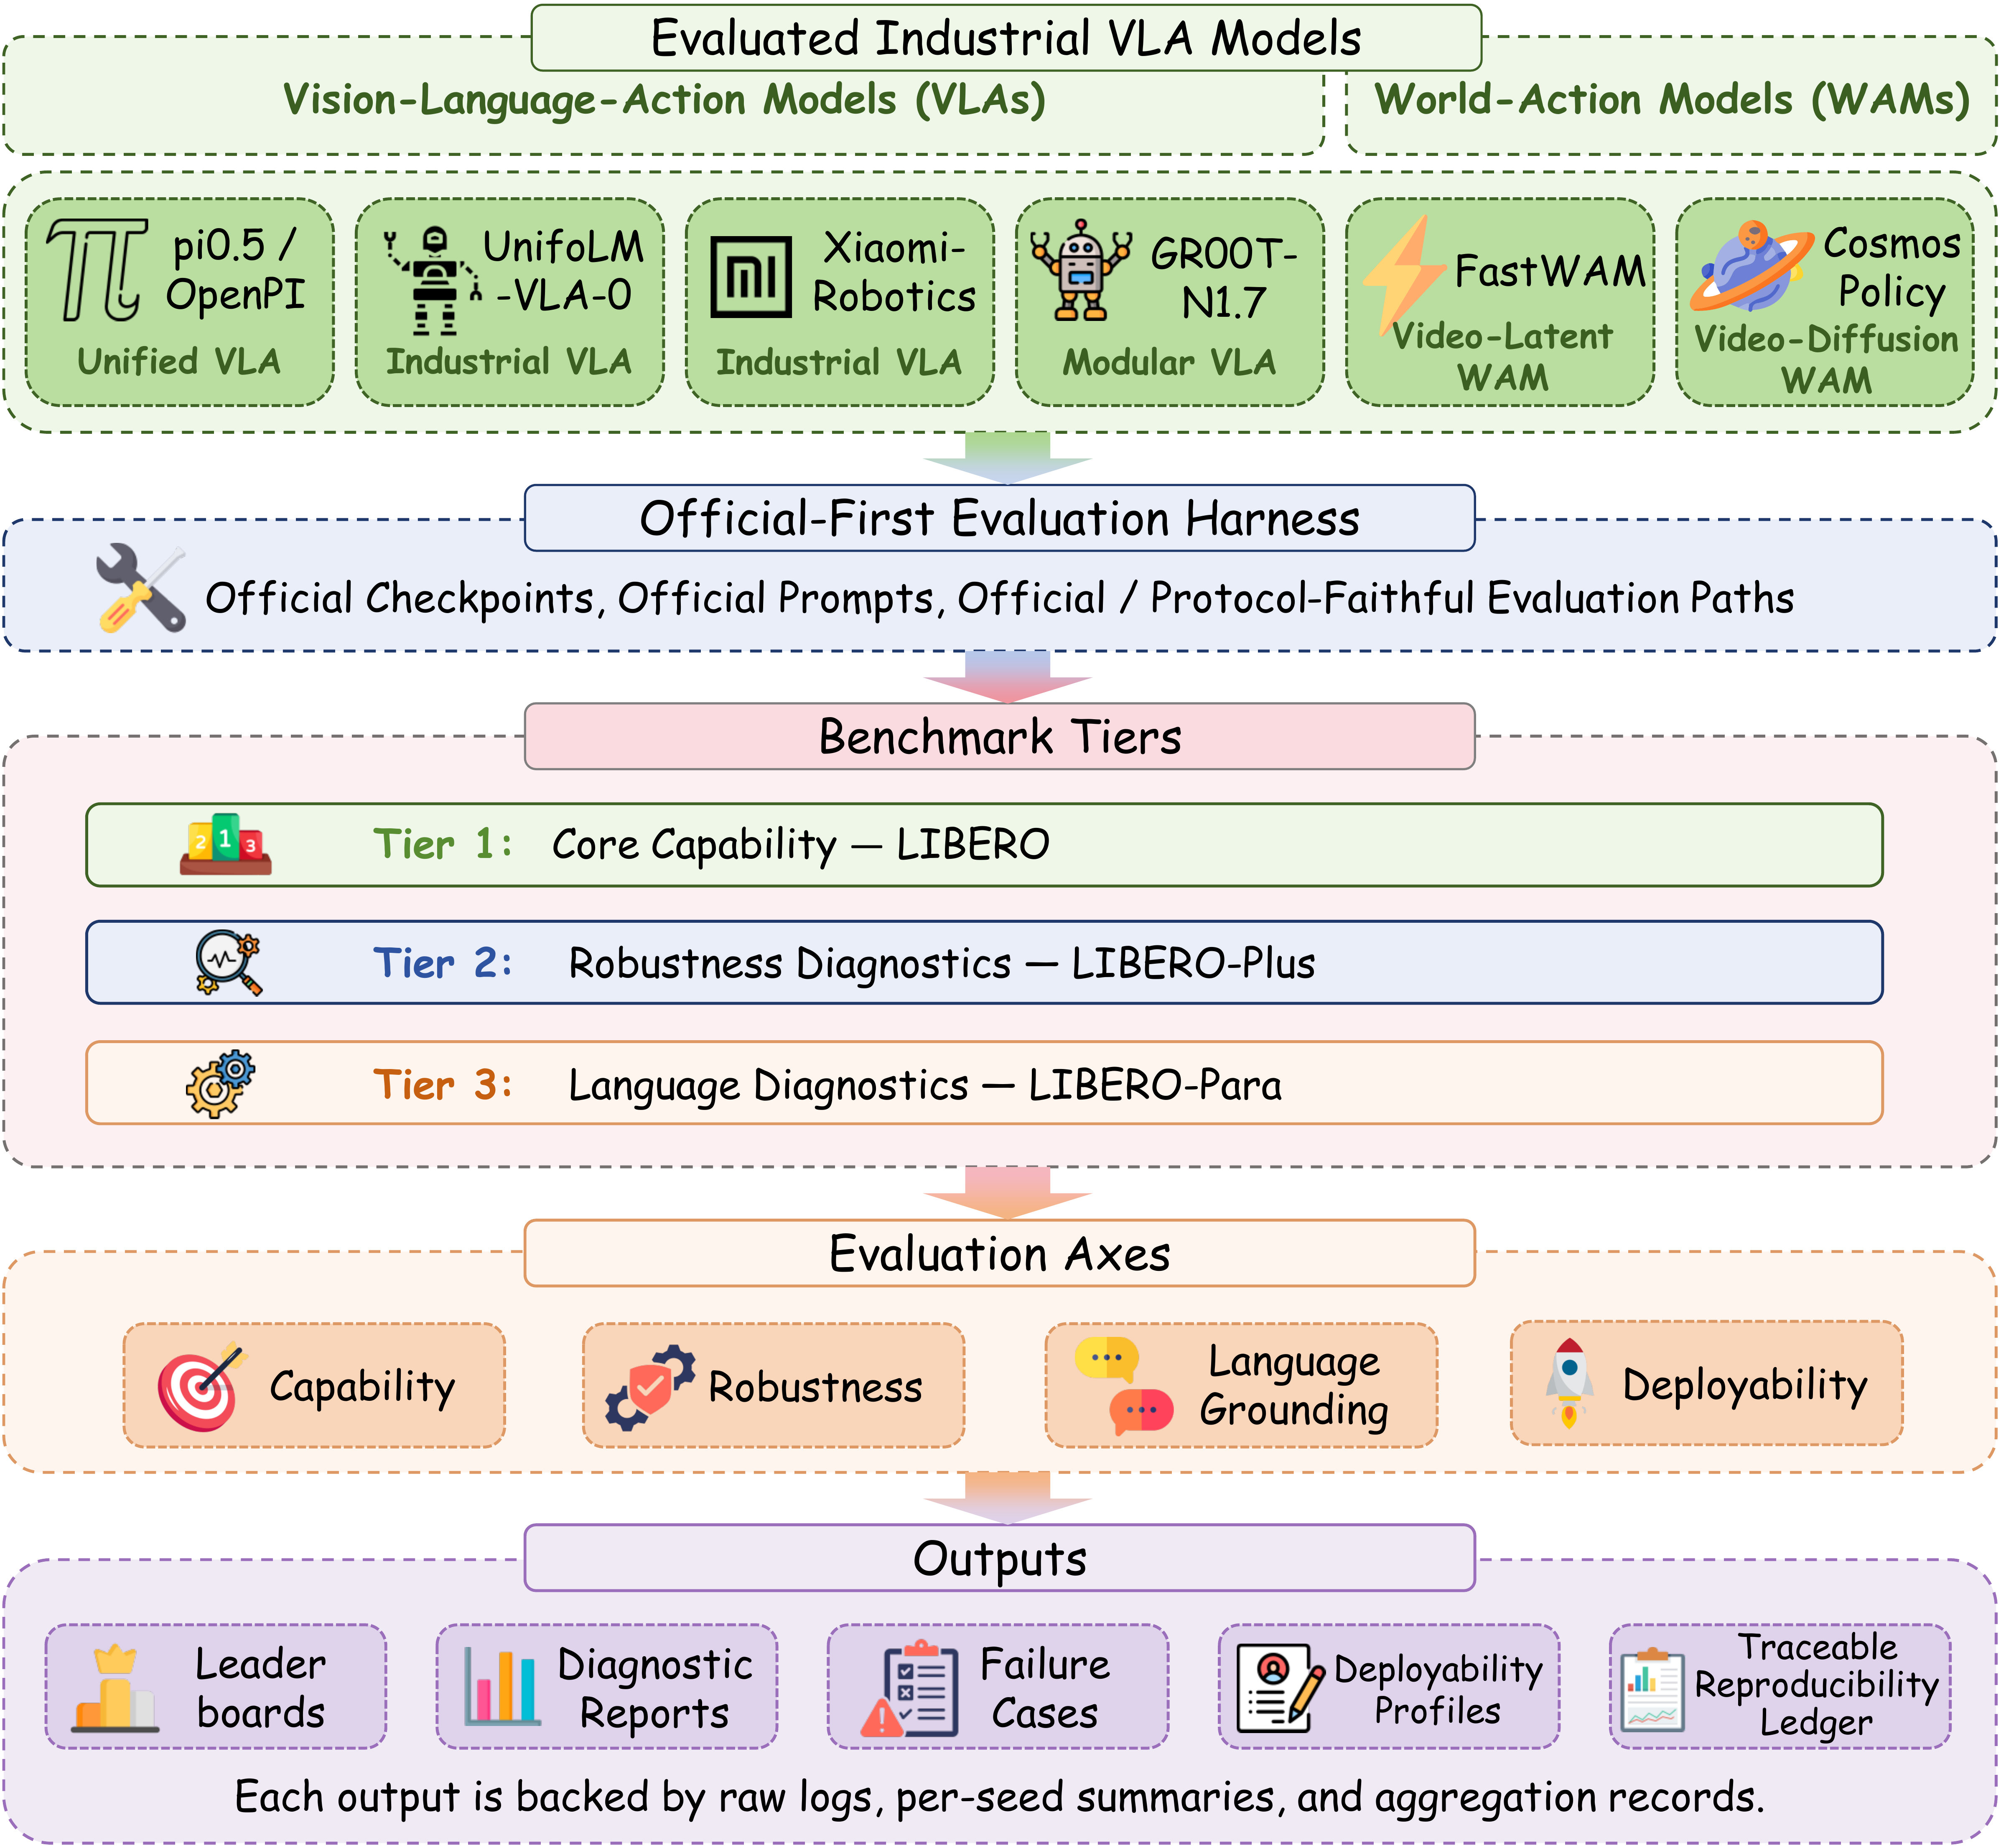 Evaluated Industrial VLA Models
Vision-Language-Action Models (VLAs)
World-Action Models (WAMs)
pi0.5 /
OpenPI
Unified VLA
UnifoLM
-VLA-0
Industrial VLA
Xiaomi-
Robotics
Industrial VLA
GR00T-
N1.7
Modular VLA
FastWAM
Video-Latent
WAM
Cosmos
Policy
Video-Diffusion
WAM
Official-First Evaluation Harness
Official Checkpoints, Official Prompts, Official / Protocol-Faithful Evaluation Paths
Benchmark Tiers
2 1 3
Tier 1: Core Capability — LIBERO
Tier 2: Robustness Diagnostics — LIBERO-Plus
Tier 3: Language Diagnostics — LIBERO-Para
Evaluation Axes
Capability
Robustness
Language
Grounding
Deployability
Outputs
Leader
boards
Diagnostic
Reports
Failure
Cases
Deployability
Profiles
Traceable
Reproducibility
Ledger
Each output is backed by raw logs, per-seed summaries, and aggregation records.